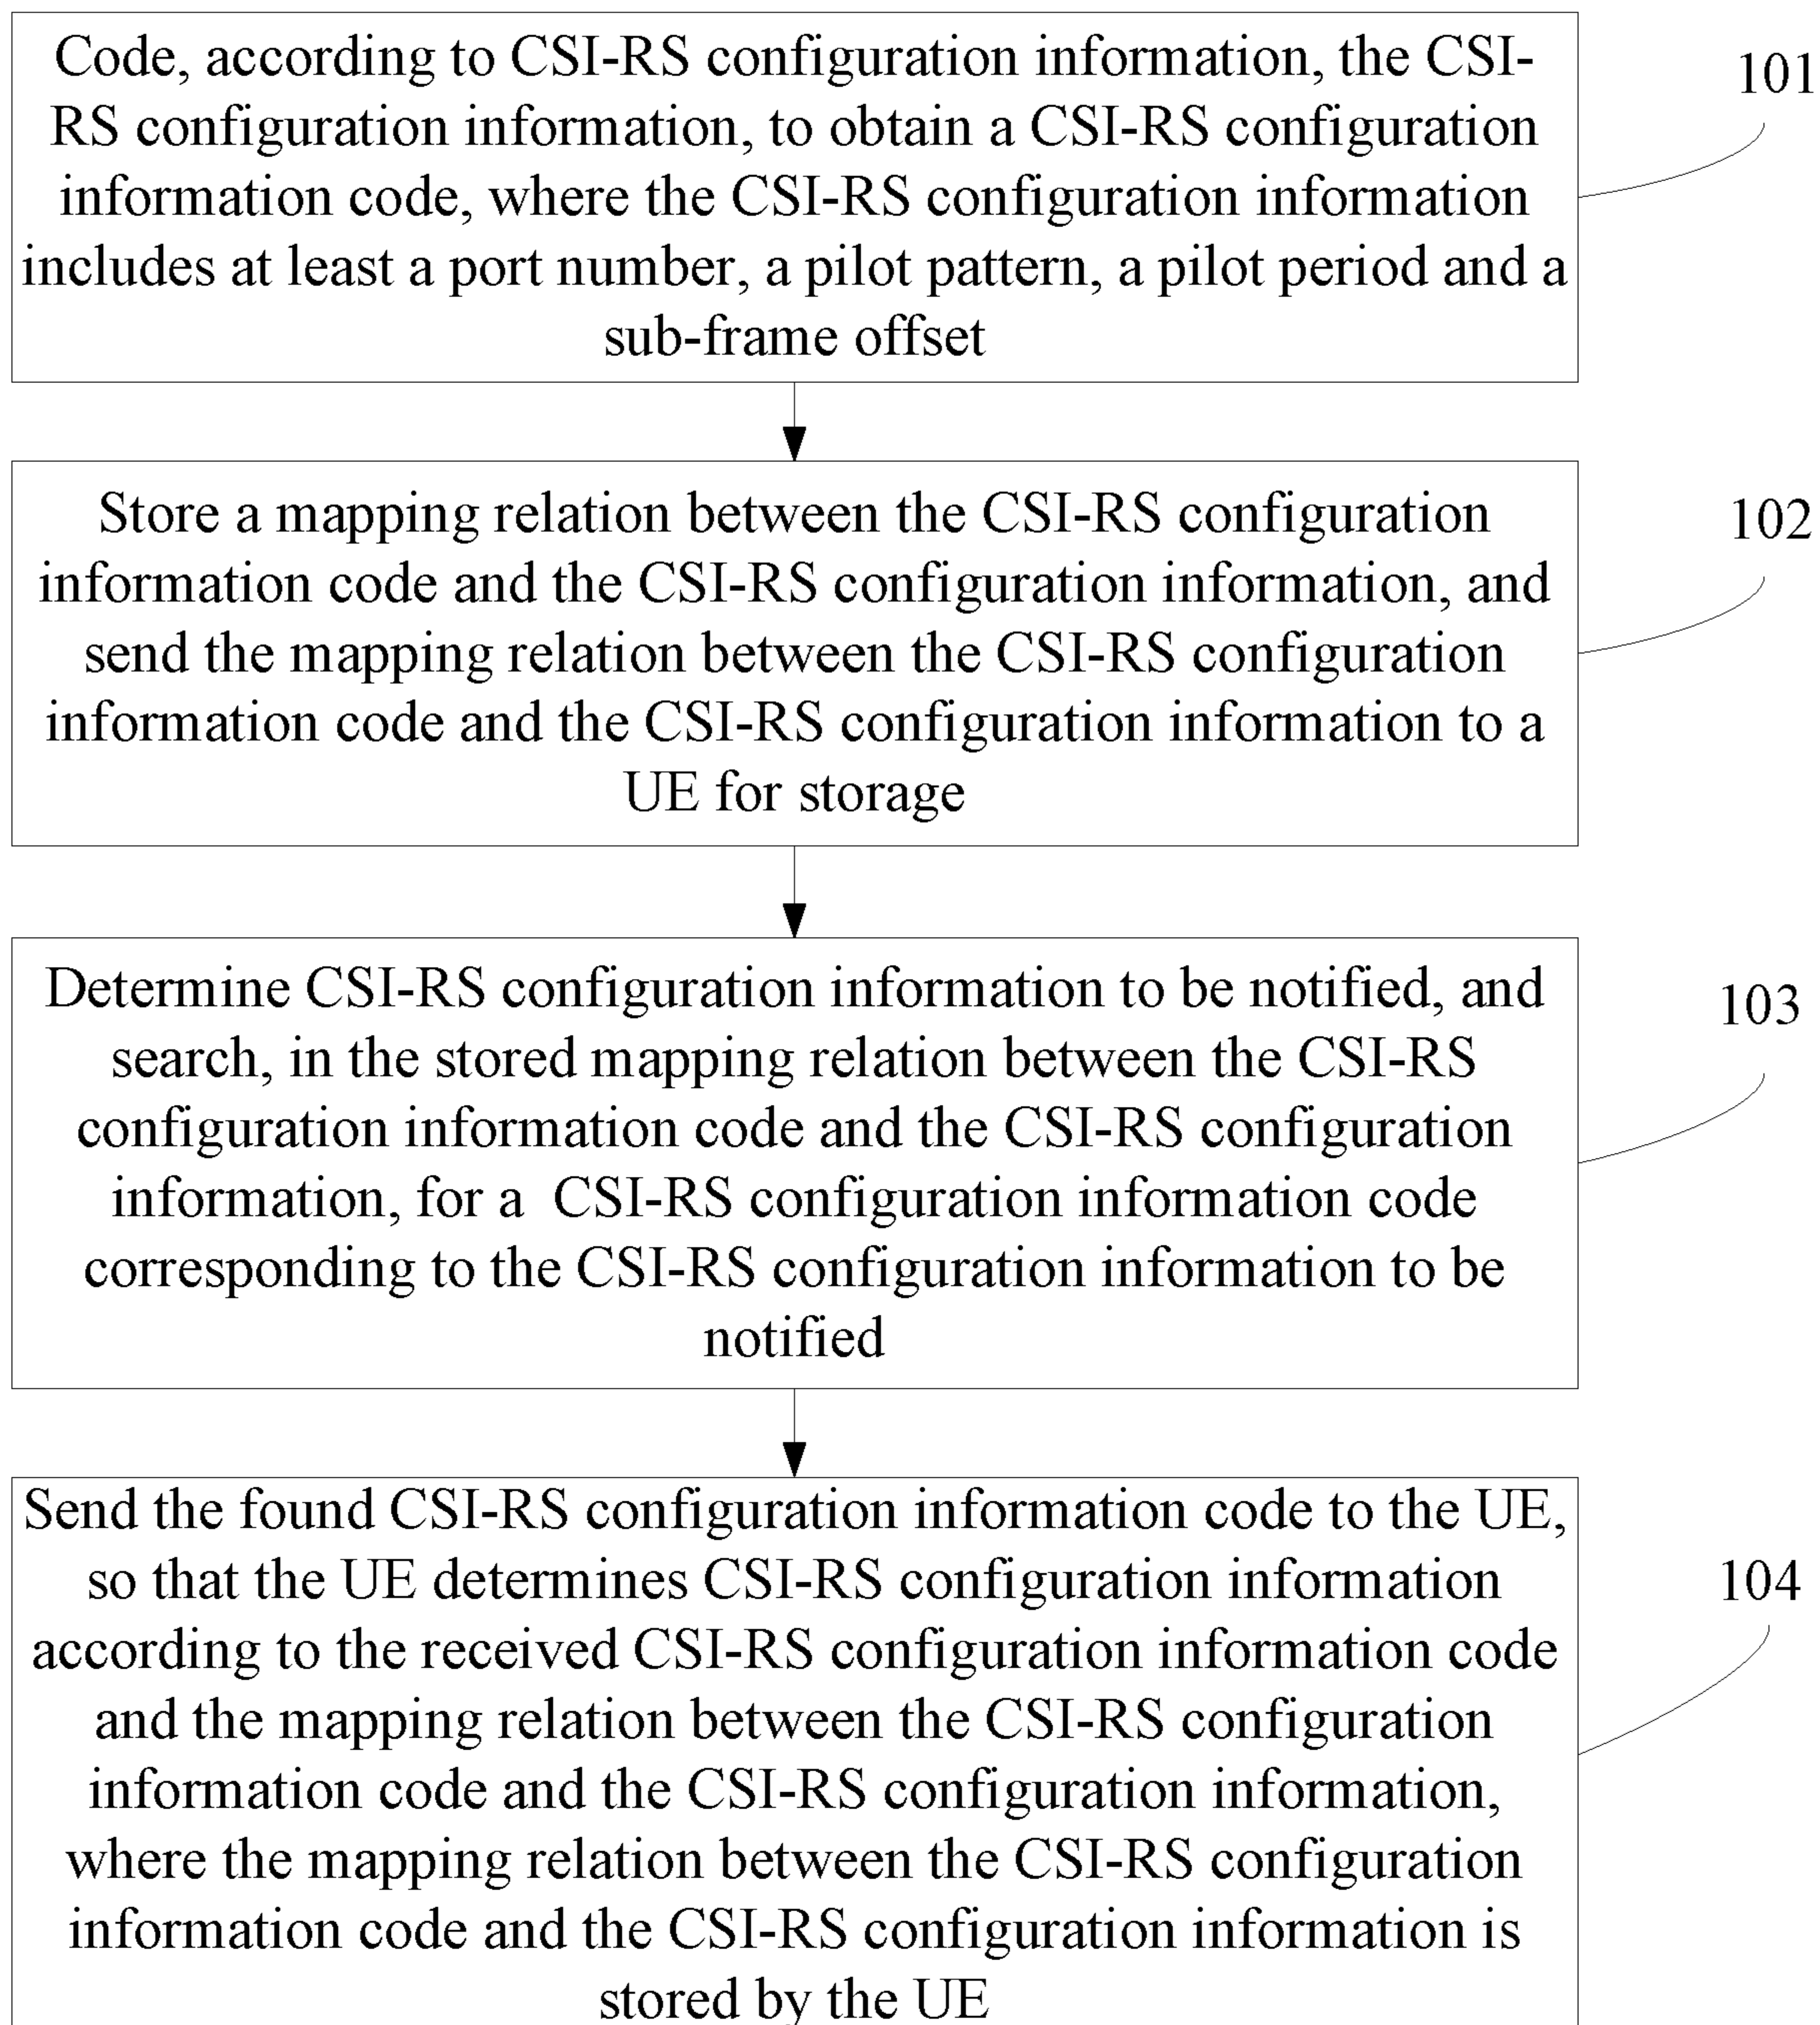 Code, according to CSI-RS configuration information, the CSI-
RS configuration information, to obtain a CSI-RS configuration
information code, where the CSI-RS configuration information
includes at least a port number, a pilot pattern, a pilot period and a
sub-frame offset
101
Store a mapping relation between the CSI-RS configuration
information code and the CSI-RS configuration information, and
send the mapping relation between the CSI-RS configuration
information code and the CSI-RS configuration information to a
UE for storage
102
Determine CSI-RS configuration information to be notified, and
search, in the stored mapping relation between the CSI-RS
configuration information code and the CSI-RS configuration
information, for a CSI-RS configuration information code
corresponding to the CSI-RS configuration information to be
notified
103
Send the found CSI-RS configuration information code to the UE,
so that the UE determines CSI-RS configuration information
according to the received CSI-RS configuration information code
and the mapping relation between the CSI-RS configuration
information code and the CSI-RS configuration information,
where the mapping relation between the CSI-RS configuration
information code and the CSI-RS configuration information is
stored by the UE
104